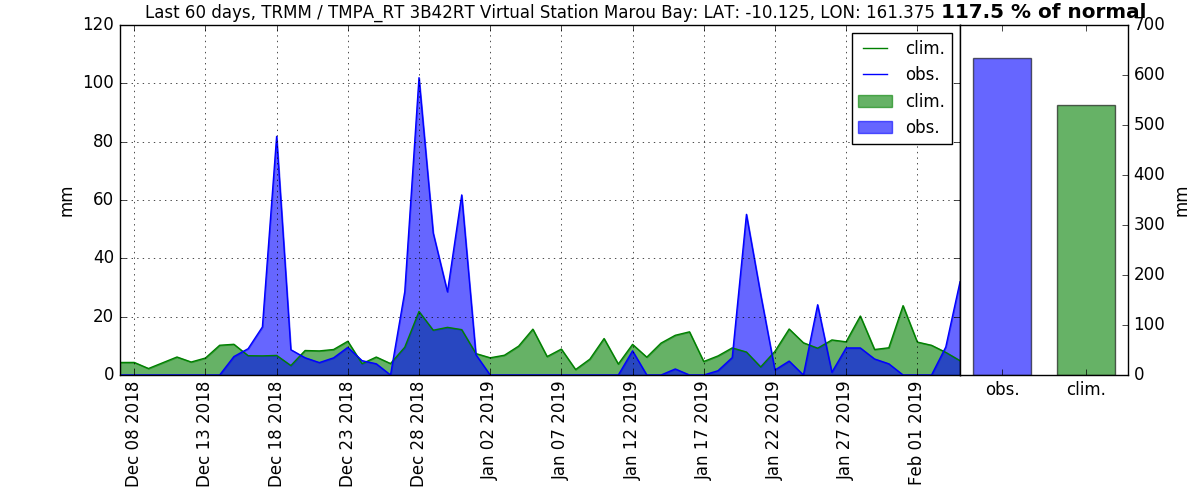 Last 60 days, TRMM / TMPA_RT 3B42RT Virtual Station Marou Bay: LAT: -10.125, LON: 161.375 117.5 % of normal
120
100
80
60
40
20
0
mm
clim.
obs.
clim.
obs.
Dec 08 2018
Dec 13 2018
Dec 18 2018
Dec 23 2018
Dec 28 2018
Jan 02 2019
Jan 07 2019
Jan 12 2019
Jan 17 2019
Jan 22 2019
Jan 27 2019
Feb 01 2019
700
600
500
400
300
200
100
0
mm
obs.
clim.